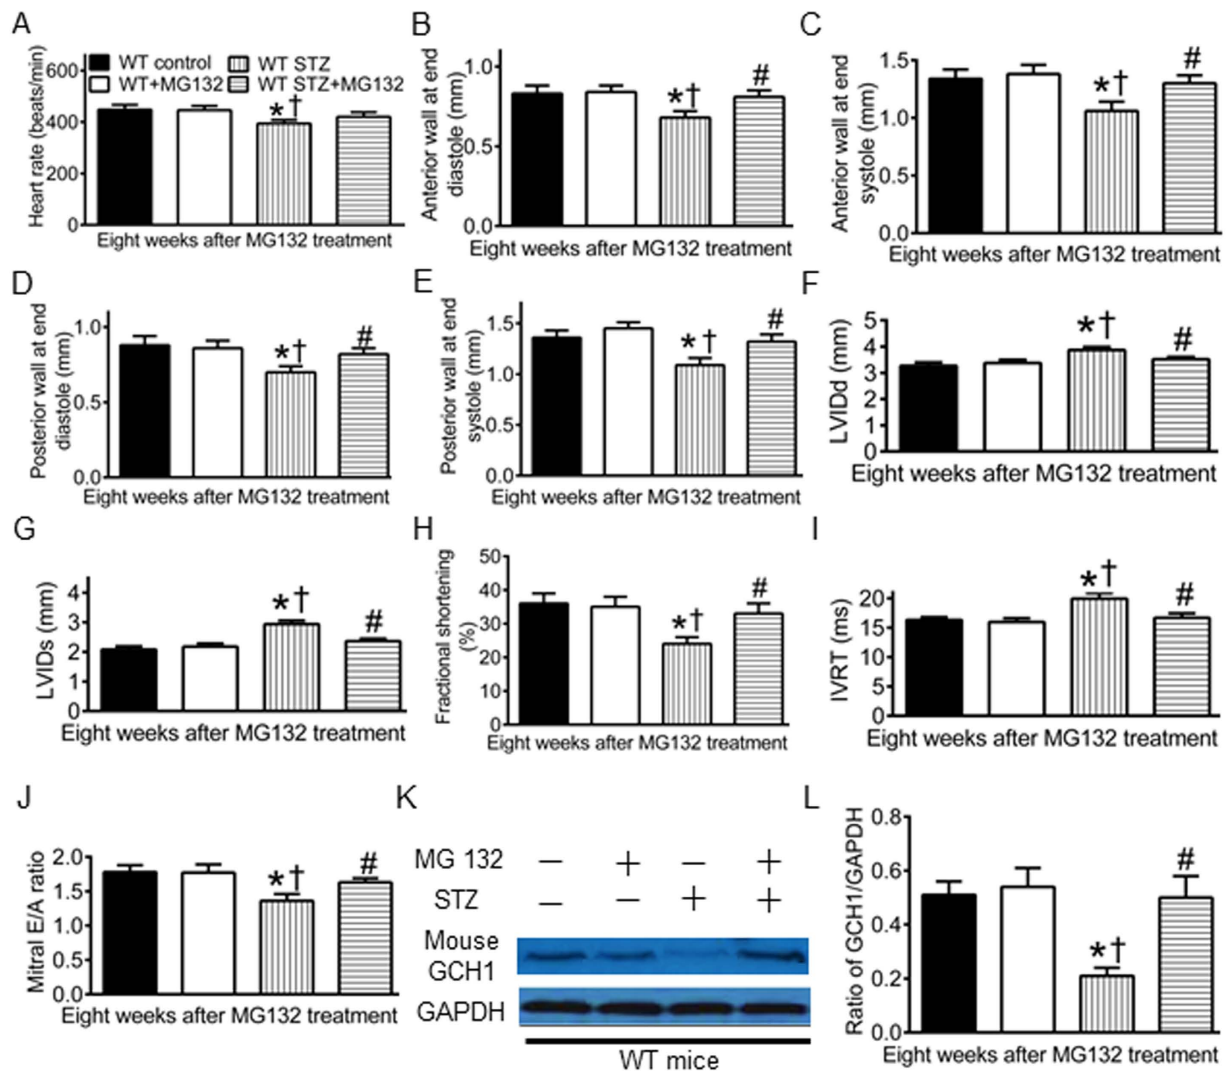 A
WT control
WT STZ
WT+MG132
WT STZ+MG132
Heart rate (beats/min)
600
400
200
0
*†
Eight weeks after MG132 treatment
B
Anterior wall at end
diastole (mm)
1.0
0.5
0.0
*†
#
Eight weeks after MG132 treatment
C
Anterior wall at end
systole (mm)
1.5
1.0
0.5
0.0
*†
#
Eight weeks after MG132 treatment
D
Posterior wall at end
diastole (mm)
1.0
0.5
0.0
*†
#
Eight weeks after MG132 treatment
E
Posterior wall at end
systole (mm)
1.5
1.0
0.5
0.0
*†
#
Eight weeks after MG132 treatment
F
LVIDd (mm)
5
4
3
2
1
0
*†
#
Eight weeks after MG132 treatment
G
LVIDs (mm)
4
3
2
1
0
*†
#
Eight weeks after MG132 treatment
H
Fractional shortening
(%)
50
40
30
20
10
0
*†
#
Eight weeks after MG132 treatment
I
IVRT (ms)
20
15
10
5
0
*†
#
Eight weeks after MG132 treatment
J
Mitral E/A ratio
2.0
1.5
1.0
0.5
0.0
*†
#
Eight weeks after MG132 treatment
K
MG 132 — + — +
STZ — — + +
Mouse
GCH1
GAPDH
WT mice
L
Ratio of GCH1/GAPDH
0.8
0.6
0.4
0.2
0.0
*†
#
Eight weeks after MG132 treatment